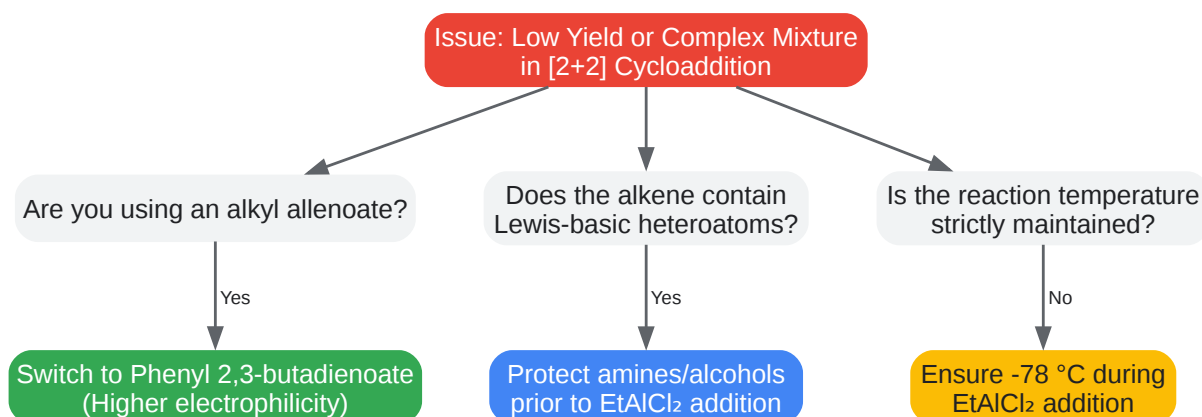 Issue: Low Yield or Complex Mixture
in [2+2] Cycloaddition
Are you using an alkyl allenoate?
Does the alkene contain
Lewis-basic heteroatoms?
Is the reaction temperature
strictly maintained?
Yes
Yes
No
Switch to Phenyl 2,3-butadienoate
(Higher electrophilicity)
Protect amines/alcohols
prior to EtAlCl₂ addition
Ensure -78 °C during
EtAlCl₂ addition